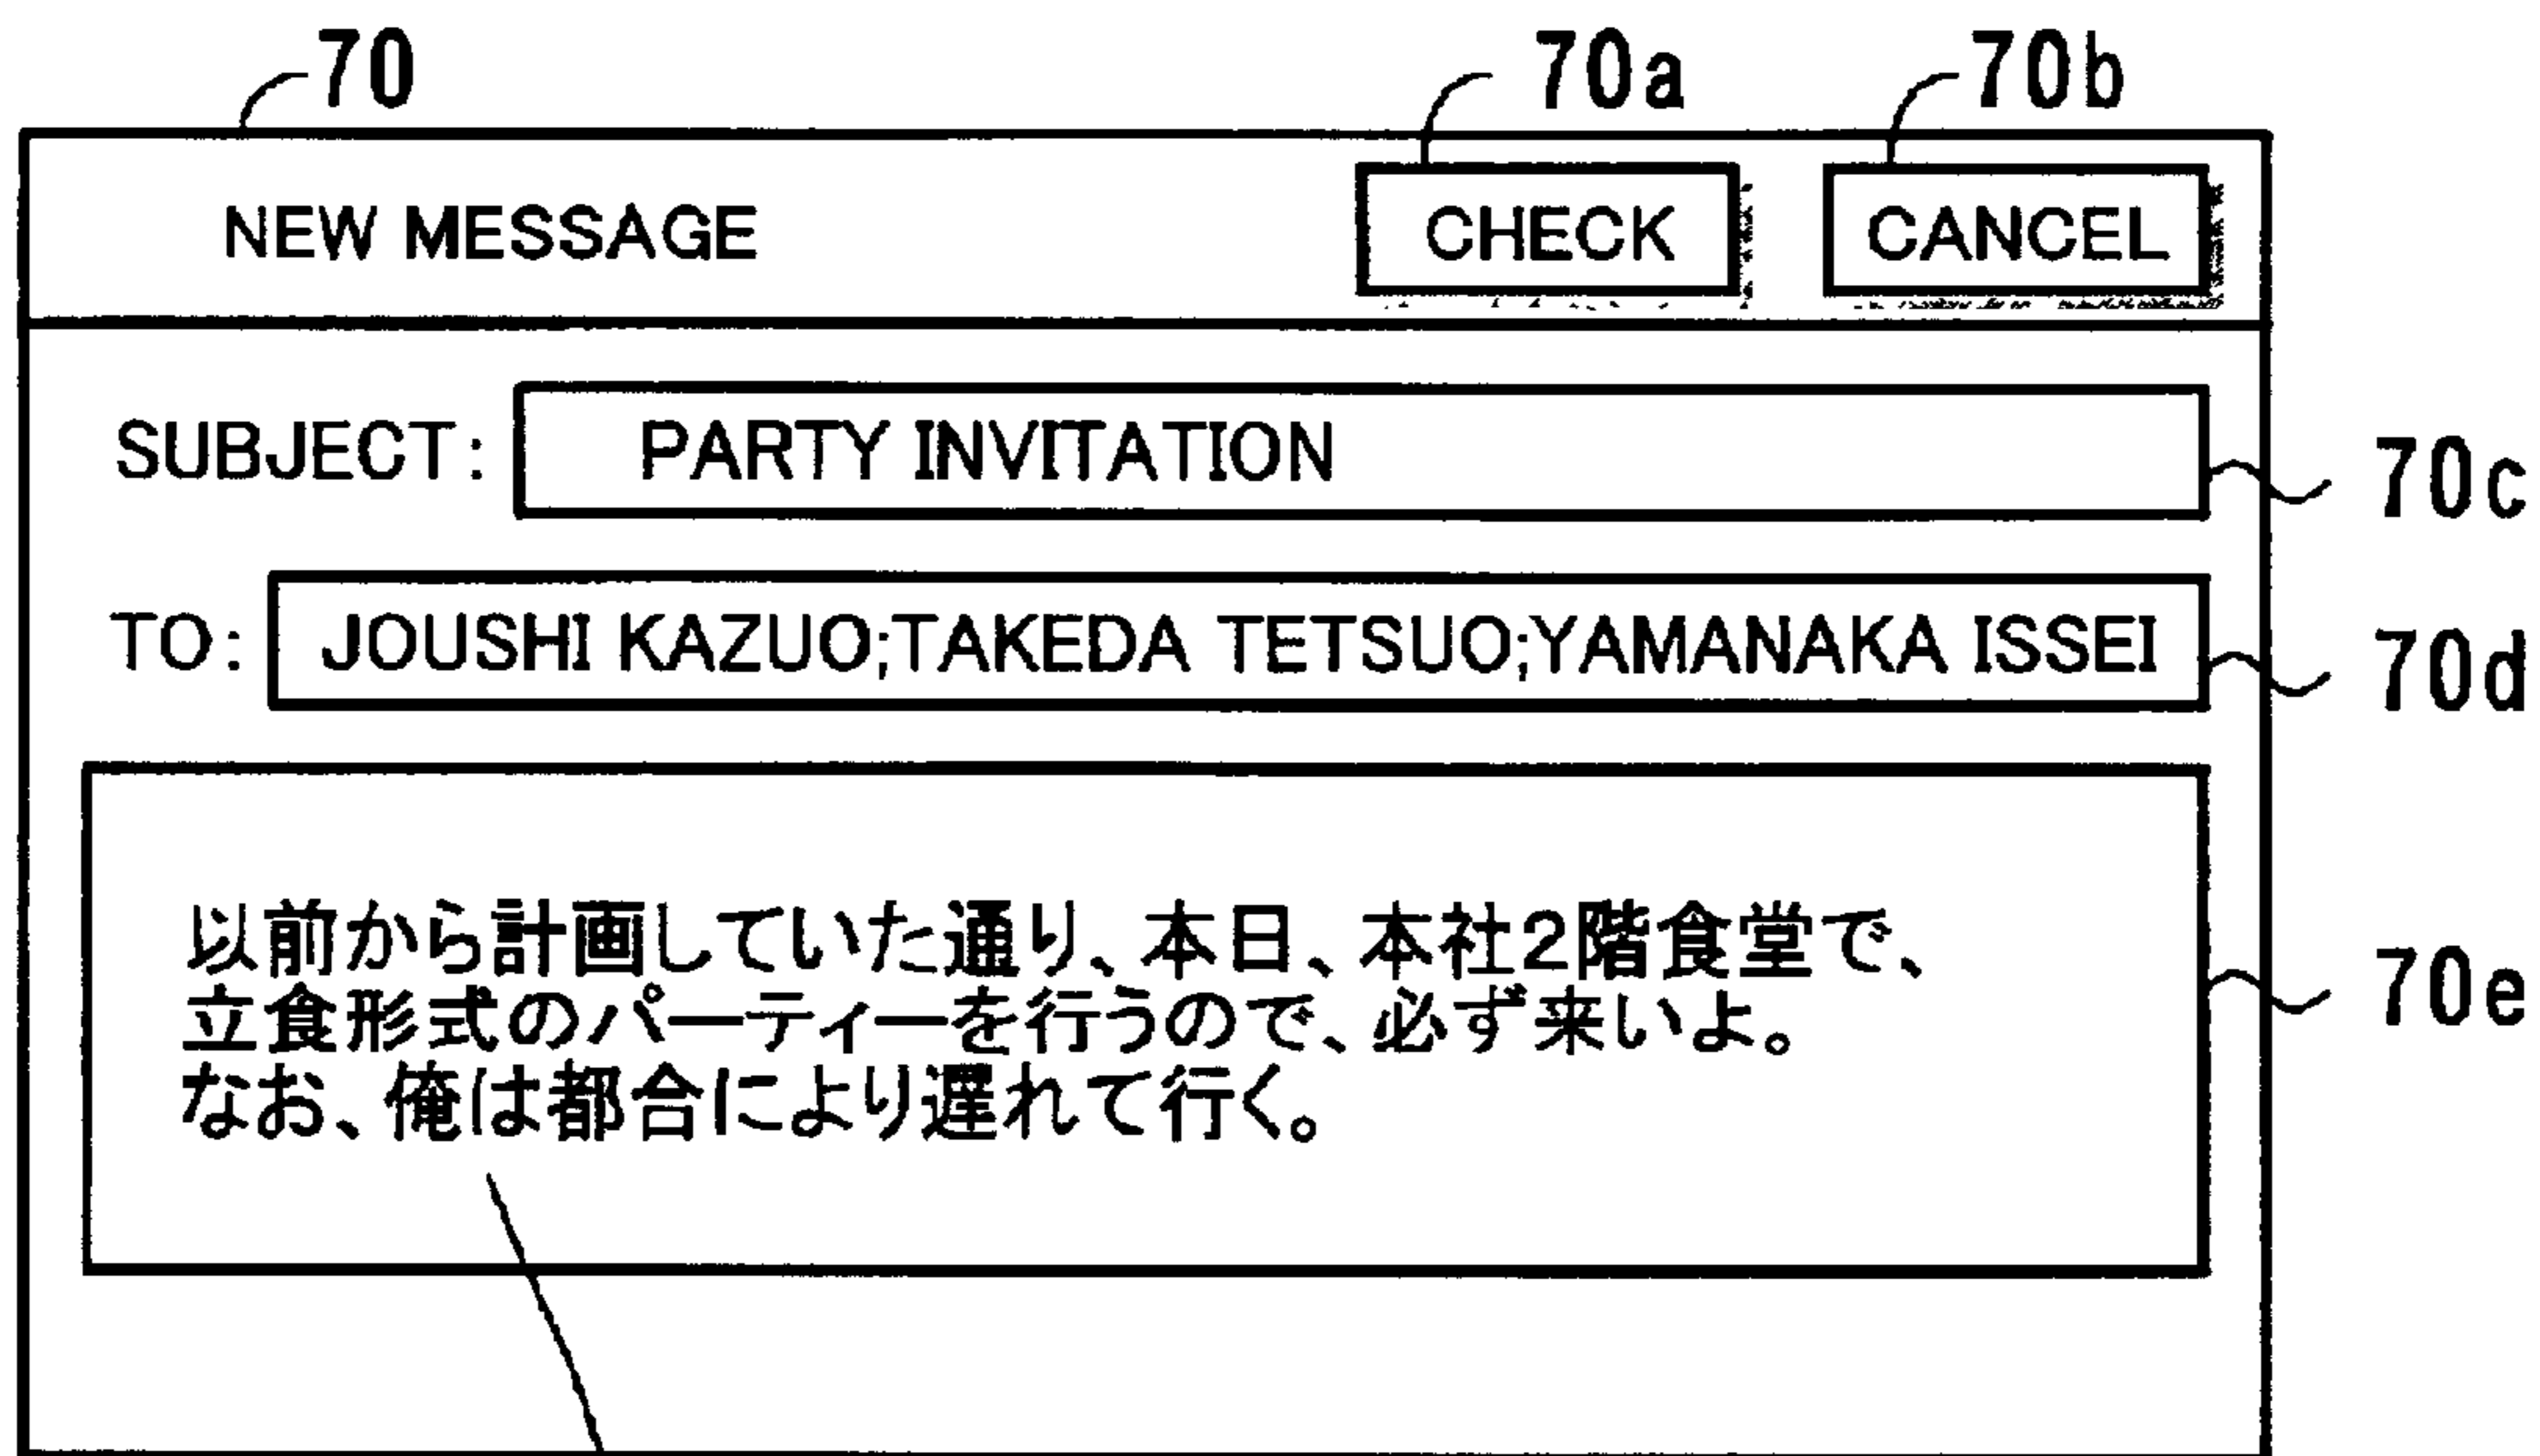 70 70a 70b
NEW MESSAGE CHECK CANCEL
SUBJECT: PARTY INVITATION 70c
TO: JOUSHI KAZUO;TAKEDA TETSUO;YAMANAKA ISSEI 70d
以前から計画していた通り、本日、本社2階食堂で、
立食形式のパーティーを行うので、必ず来いよ。 70e
なお、俺は都合により遅れて行く。